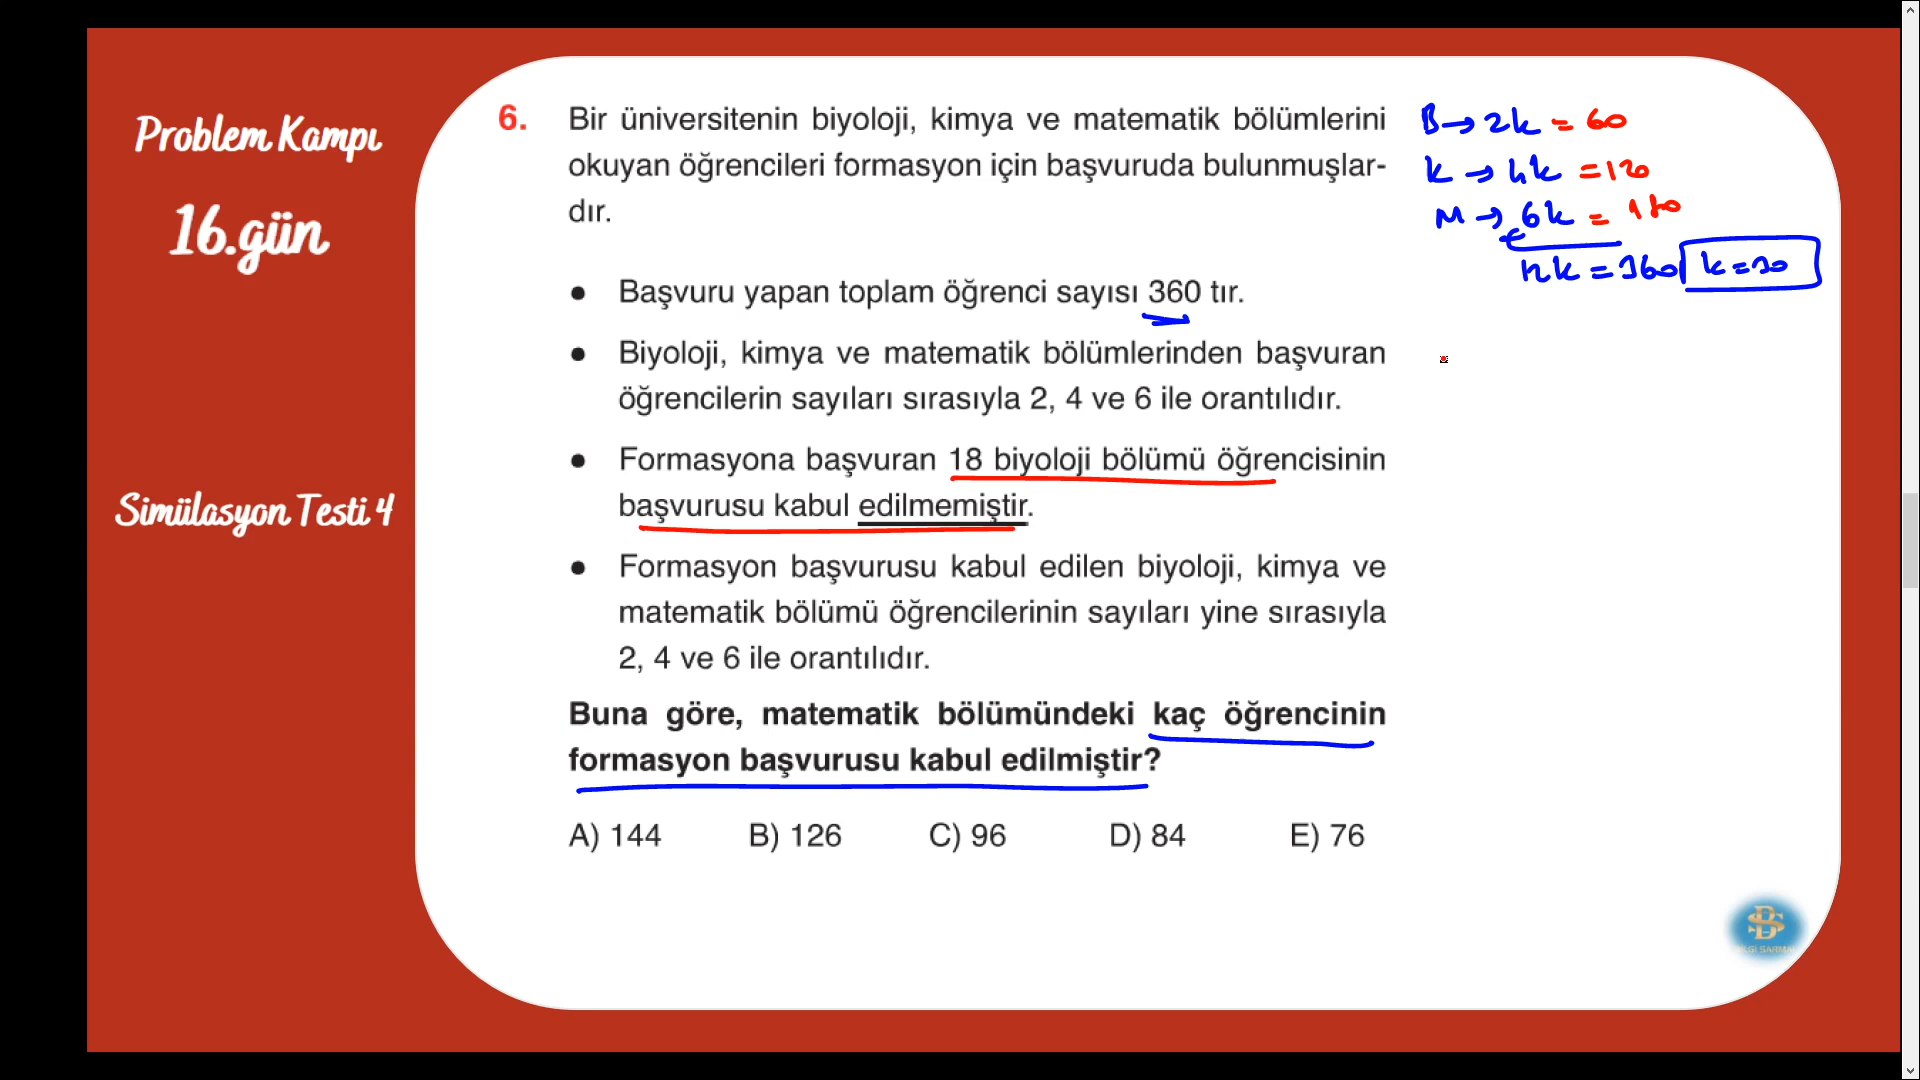 Problem Kampı
16.gün
Simülasyon Testi 4
6. Bir üniversitenin biyoloji, kimya ve matematik bölümlerini
okuyan öğrencileri formasyon için başvuruda bulunmuşlar-
dır.
• Başvuru yapan toplam öğrenci sayısı 360 tır.
• Biyoloji, kimya ve matematik bölümlerinden başvuran
öğrencilerin sayıları sırasıyla 2, 4 ve 6 ile orantılıdır.
• Formasyona başvuran 18 biyoloji bölümü öğrencisinin
başvurusu kabul edilmemiştir.
• Formasyon başvurusu kabul edilen biyoloji, kimya ve
matematik bölümü öğrencilerinin sayıları yine sırasıyla
2, 4 ve 6 ile orantılıdır.
Buna göre, matematik bölümündeki kaç öğrencinin
formasyon başvurusu kabul edilmiştir?
A) 144 B) 126 C) 96 D) 84 E) 76
B → 2k = 60
k → 4k = 120
M → 6k = 180
12k = 360 k = 30